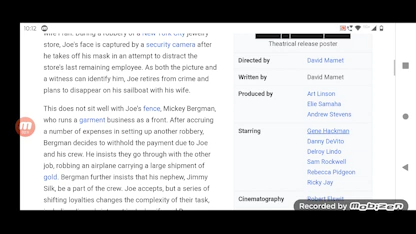 10:12
wife Fran. During a robbery of a New York City jewelry
store, Joe's face is captured by a security camera after
he takes off his mask in an attempt to distract the
store's last remaining employee. As both the picture and
a witness can identify him, Joe retires from crime and
plans to disappear on his sailboat with his wife.
This does not sit well with Joe's fence, Mickey Bergman,
who runs a garment business as a front. After accruing
a number of expenses in setting up another robbery,
Bergman decides to withhold the payment due to Joe
and his crew. He insists they go through with the other
job, robbing an airplane carrying a large shipment of
gold. Bergman further insists that his nephew, Jimmy
Silk, be a part of the crew. Joe accepts, but a series of
shifting loyalties changes the complexity of their task,
Theatrical release poster
Directed by David Mamet
Written by David Mamet
Produced by Art Linson
Elie Samaha
Andrew Stevens
Starring Gene Hackman
Danny DeVito
Delroy Lindo
Sam Rockwell
Rebecca Pidgeon
Ricky Jay
Cinematography Robert Elswit
Recorded by Mobizen